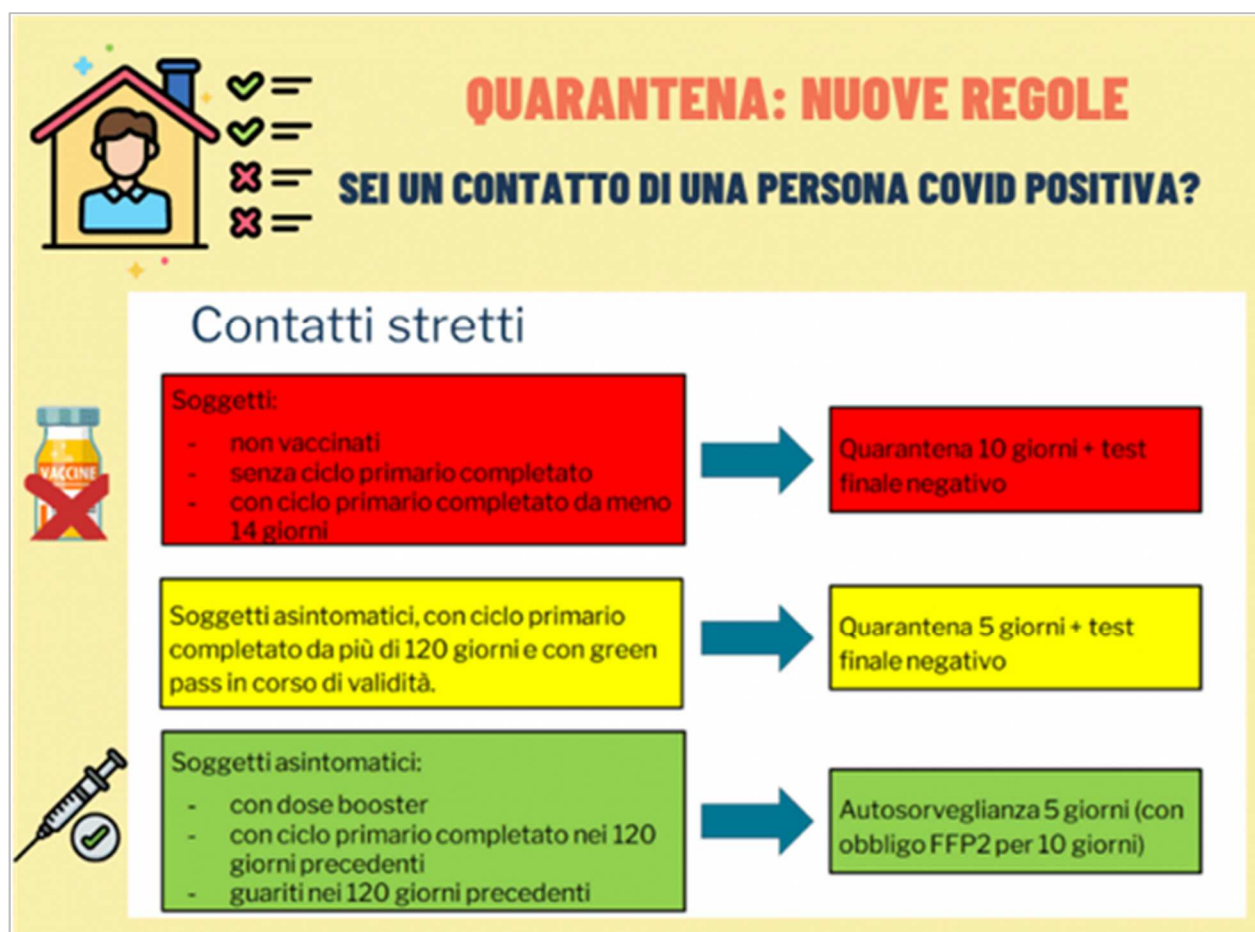 QUARANTENA: NUOVE REGOLE
SEI UN CONTATTO DI UNA PERSONA COVID POSITIVA?
Contatti stretti
Soggetti:
- non vaccinati
- senza ciclo primario completato
- con ciclo primario completato da meno
14 giorni
Quarantena 10 giorni + test
finale negativo
VACCINE
Soggetti asintomatici, con ciclo primario
completato da più di 120 giorni e con green
pass in corso di validità.
Quarantena 5 giorni + test
finale negativo
Soggetti asintomatici:
- con dose booster
- con ciclo primario completato nei 120
giorni precedenti
- guariti nei 120 giorni precedenti
Autosorveglianza 5 giorni (con
obbligo FFP2 per 10 giorni)